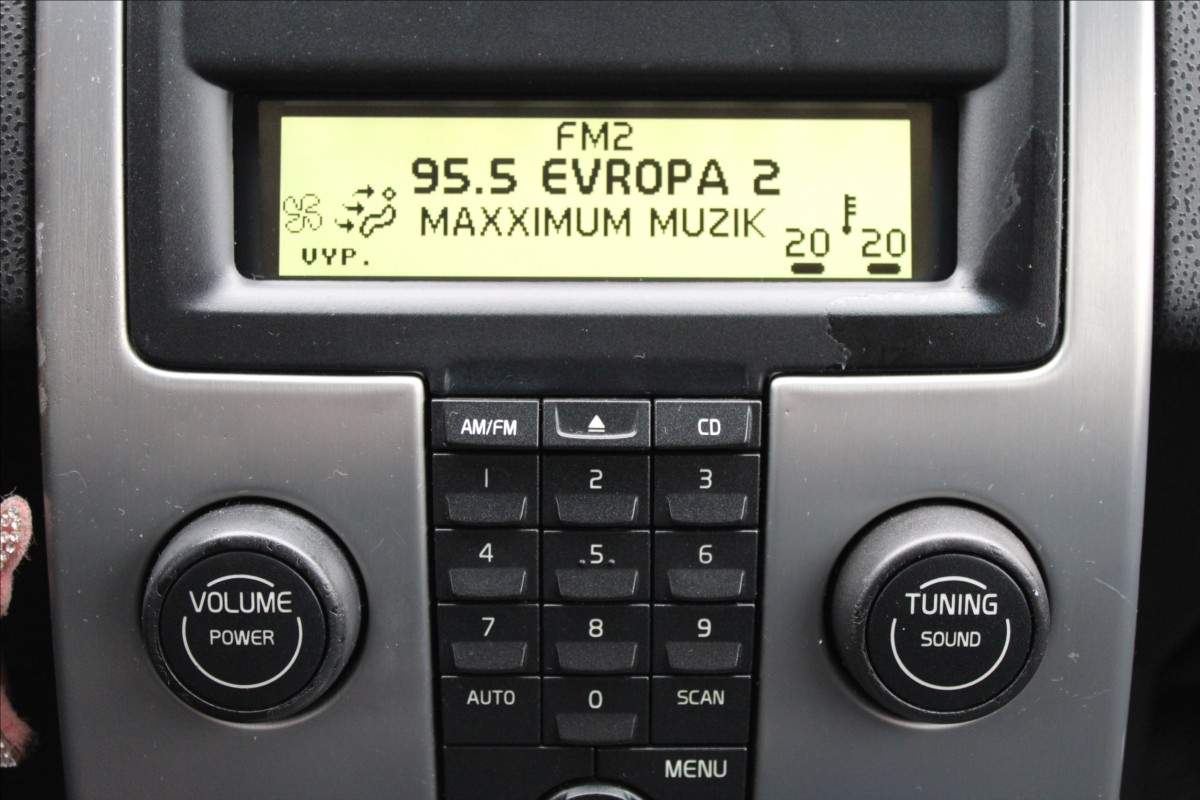 FM2
95.5 EVROPA 2
MAXXIMUM MUZIK
20 20
VYP.
AM/FM CD
1 2 3
4 5 6
7 8 9
AUTO 0 SCAN
MENU
VOLUME
POWER
TUNING
SOUND